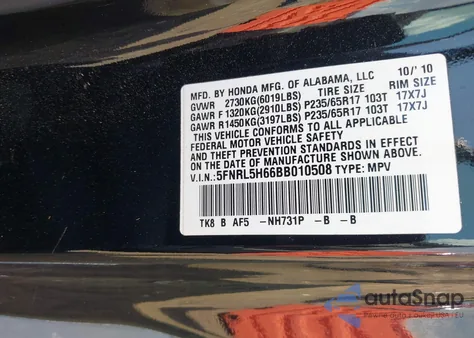 MFD. BY HONDA MFG. OF ALABAMA, LLC 10/'10
TIRE SIZE RIM SIZE
GVWR 2730KG(6019LBS)
GAWR F 1320KG(2910LBS) P235/65R17 103T 17X7J
GAWR R1450KG(3197LBS) P235/65R17 103T 17X7J
THIS VEHICLE CONFORMS TO ALL APPLICABLE
FEDERAL MOTOR VEHICLE SAFETY, BUMPER,
AND THEFT PREVENTION STANDARDS IN EFFECT
ON THE DATE OF MANUFACTURE SHOWN ABOVE.
V.I.N.: 5FNRL5H66BB010508 TYPE: MPV
TK8 B AF5 -NH731P -B -B
autoSnap